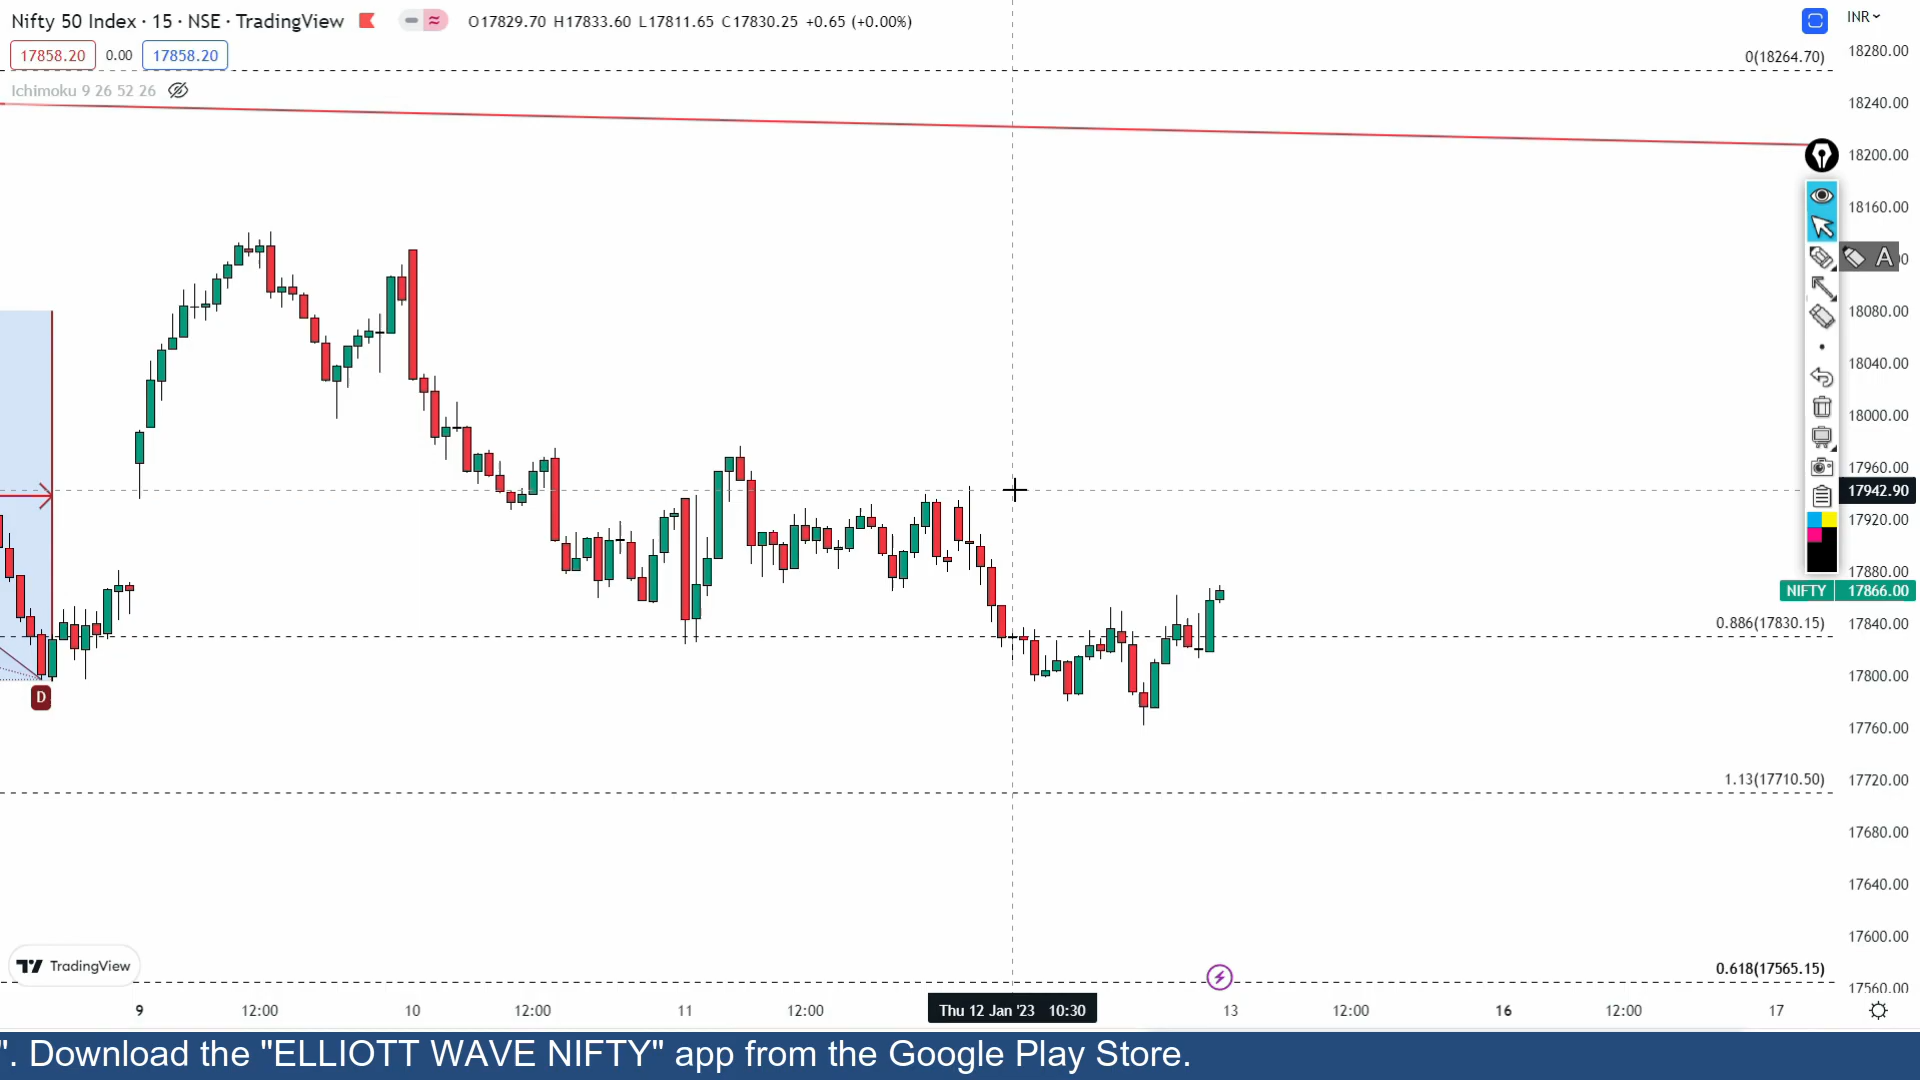 Nifty 50 Index · 15 · NSE · TradingView
O17829.70 H17833.60 L17811.65 C17830.25 +0.65 (+0.00%)
INR
17858.20 0.00 17858.20
Ichimoku 9 26 52 26
0(18264.70)
18280.00
18240.00
18200.00
18160.00
A
18080.00
18040.00
18000.00
17960.00
17942.90
17920.00
17880.00
NIFTY 17866.00
0.886(17830.15)
17840.00
17800.00
D
17760.00
1.13(17710.50)
17720.00
17680.00
17640.00
17600.00
TradingView
0.618(17565.15)
17560.00
9 12:00 10 12:00 11 12:00 Thu 12 Jan '23 10:30 13 12:00 16 12:00 17
". Download the "ELLIOTT WAVE NIFTY" app from the Google Play Store.